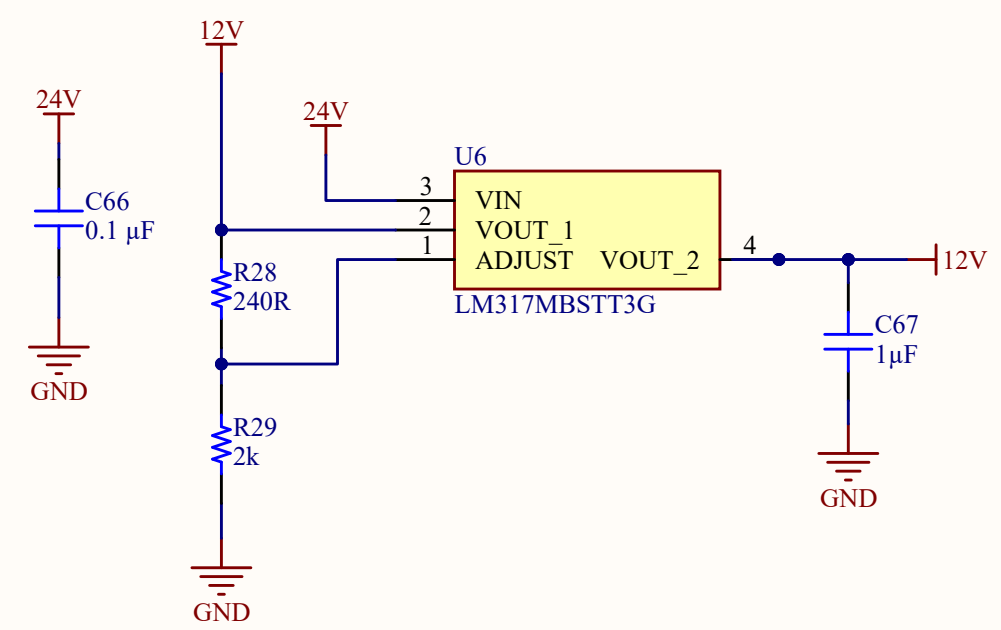 12V
24V
C66
0.1 µF
GND
24V
U6
3
VIN
2
VOUT_1
1
ADJUST
VOUT_2
4
LM317MBSTT3G
12V
R28
240R
C67
1µF
GND
R29
2k
GND